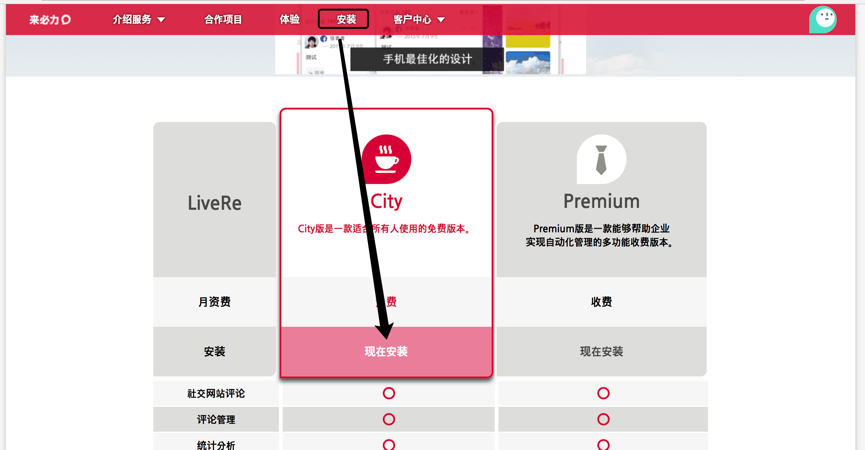 来必力
介绍服务
合作项目
体验
安装
客户中心
测试
手机最佳化的设计
LiveRe
City
City版是一款适合所有人使用的免费版本。
Premium
Premium版是一款能够帮助企业
实现自动化管理的多功能收费版本。
月资费
费
收费
安装
现在安装
现在安装
社交网站评论
评论管理
统计分析